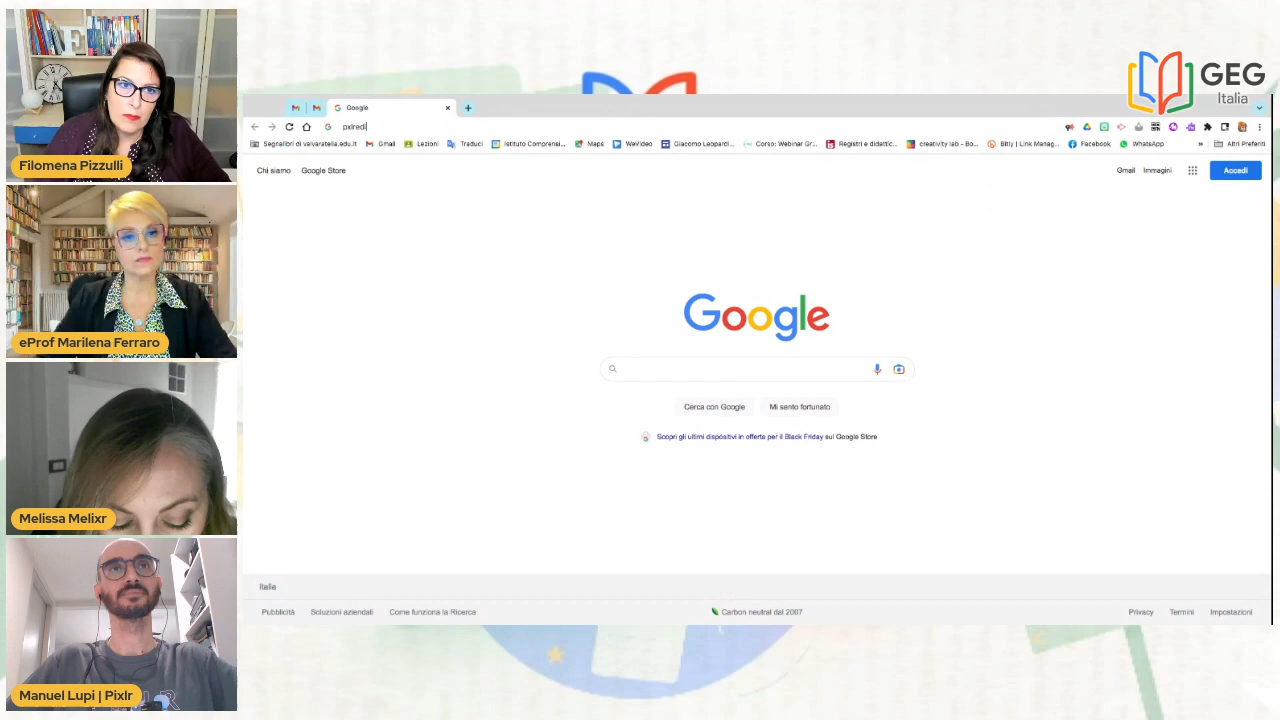 Filomena Pizzulli
eProf Marilena Ferraro
Melissa Melixr
Manuel Lupi | Pixlr
GEG
Italia
Google
pxlredi
Segnalibri di valvaratella.edu.it
Gmail
Lezioni
Traduci
Istituto Comprensi...
Maps
WeVideo
Giacomo Leopardi...
Corso: Webinar Gr...
Registri e didattic...
creativity lab - Bo...
Bitly | Link Manag...
Facebook
WhatsApp
»
Altri Preferiti
Chi siamo
Google Store
Gmail
Immagini
Accedi
Google
Cerca con Google
Mi sento fortunato
Scopri gli ultimi dispositivi in offerta per il Black Friday sul Google Store
Italia
Pubblicità
Soluzioni aziendali
Come funziona la Ricerca
Carbon neutral dal 2007
Privacy
Termini
Impostazioni